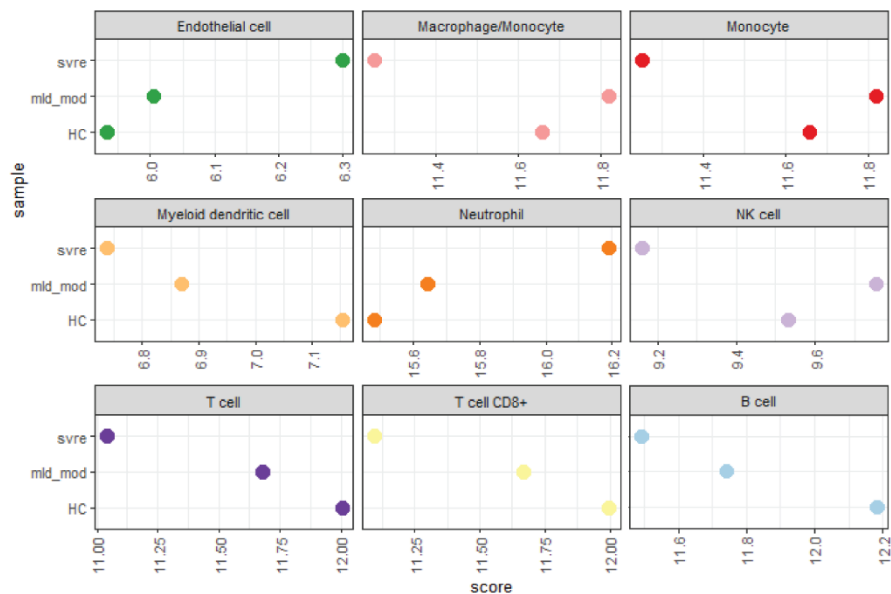 Endothelial cell Macrophage/Monocyte Monocyte
svre
mld_mod
HC
6.0 6.1 6.2 6.3 11.4 11.6 11.8 11.4 11.6 11.8
sample
Myeloid dendritic cell Neutrophil NK cell
svre
mld_mod
HC
6.8 6.9 7.0 7.1 15.6 15.8 16.0 16.2 9.2 9.4 9.6
T cell T cell CD8+ B cell
svre
mld_mod
HC
11.00 11.25 11.50 11.75 12.00 11.25 11.50 11.75 12.00 11.6 11.8 12.0 12.2
score